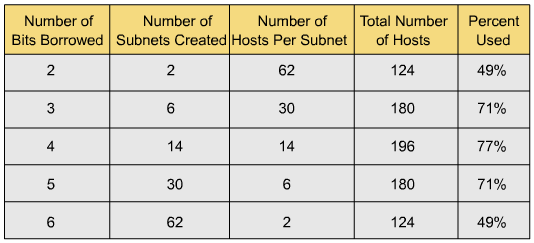 Number of Bits Borrowed Number of Subnets Created Number of Hosts Per Subnet Total Number of Hosts Percent Used
2 2 62 124 49%
3 6 30 180 71%
4 14 14 196 77%
5 30 6 180 71%
6 62 2 124 49%